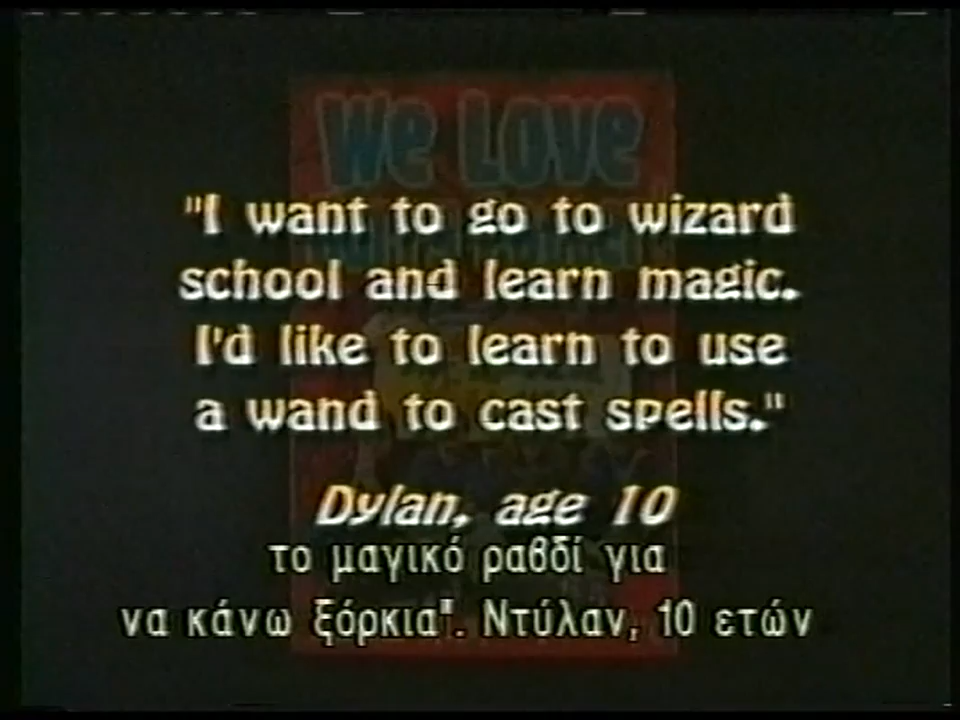 We Love
"I want to go to wizard
school and learn magic.
I'd like to learn to use
a wand to cast spells."
Dylan, age 10
το μαγικό ραβδί για
να κάνω ξόρκια". Ντύλαν, 10 ετών